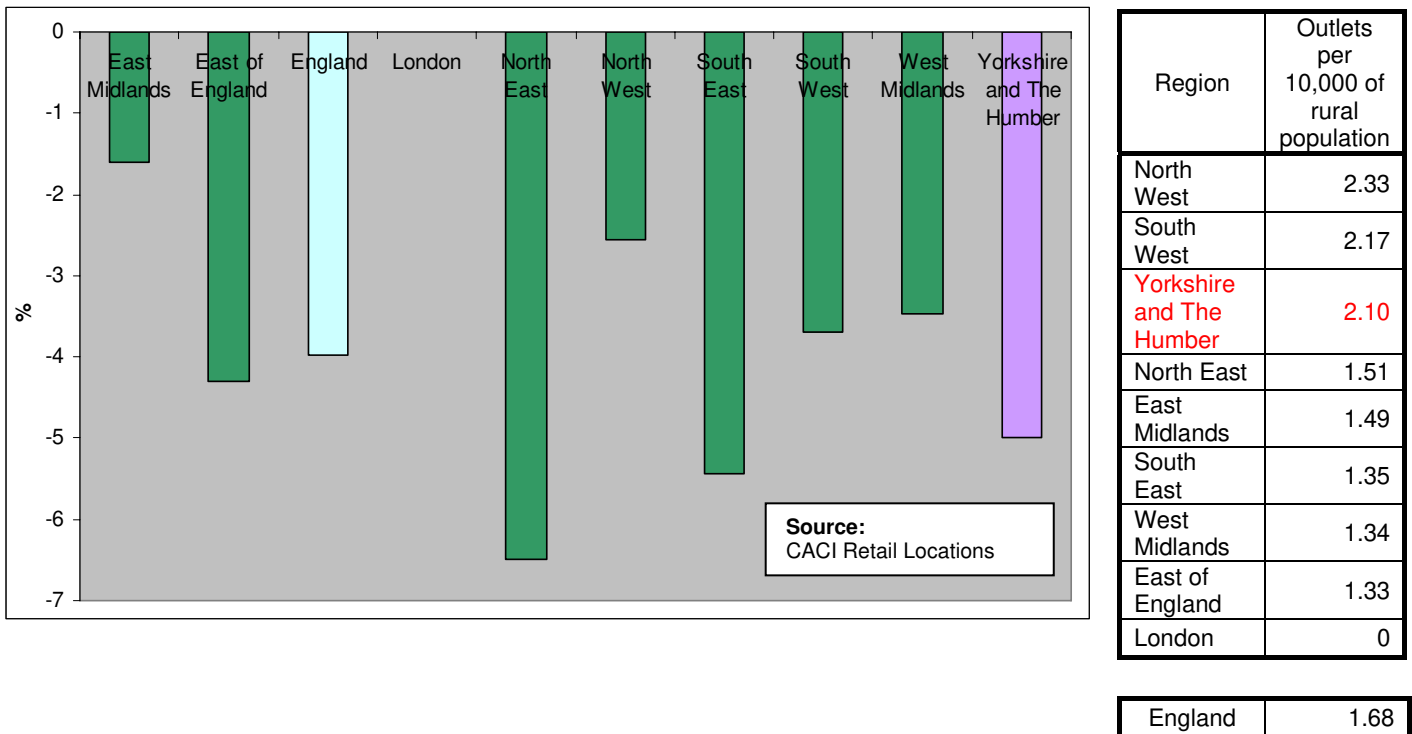 0
-1
-2
-3
-4
-5
-6
-7
%
East
Midlands
East of
England
England
London
North
East
North
West
South
East
South
West
West
Midlands
Yorkshire
and The
Humber
Source:
CACI Retail Locations
Region
Outlets
per
10,000 of
rural
population
North
West
2.33
South
West
2.17
Yorkshire
and The
Humber
2.10
North East 1.51
East
Midlands
1.49
South
East
1.35
West
Midlands
1.34
East of
England
1.33
London 0
England 1.68